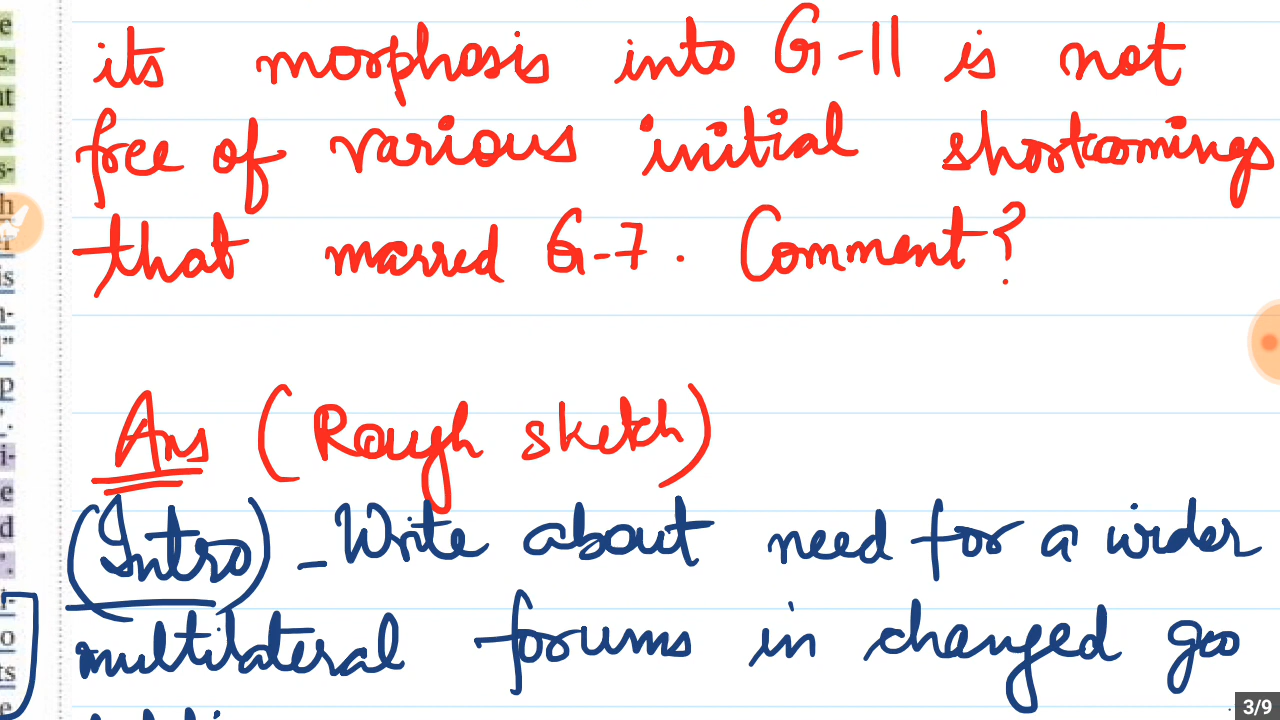 its morphosis into G-11 is not
free of various initial shortcomings
that marred G-7. Comment?
Ans (Rough sketch)
(Intro) - Write about need for a wider
multilateral forums in changed geo
3/9